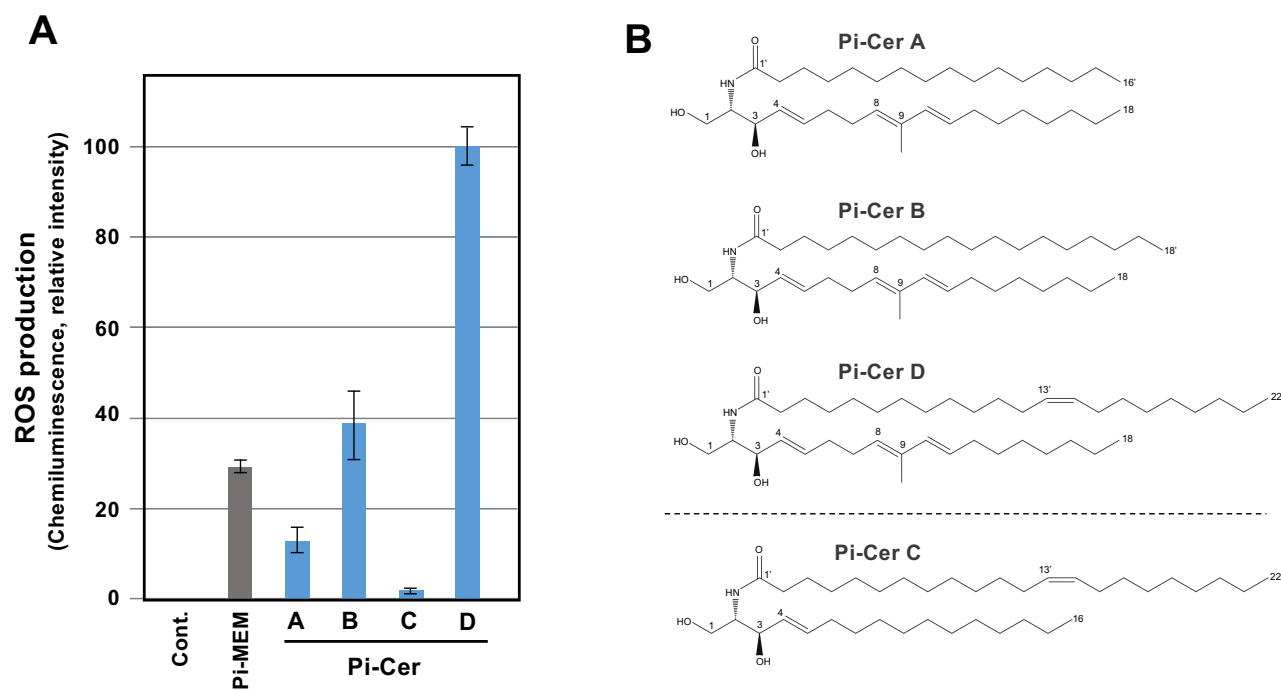 A
ROS production
(Chemiluminescence, relative intensity)
100
80
60
40
20
0
Cont.
Pi-MEM
A B C D
Pi-Cer
B
Pi-Cer A
O
1'
HN
16'
HO
1
3
4
8
9
18
OH
Pi-Cer B
O
1'
HN
18'
HO
1
3
4
8
9
18
OH
Pi-Cer D
O
1'
13'
22
HN
HO
1
3
4
8
9
18
OH
Pi-Cer C
O
1'
13'
22
HN
HO
1
3
4
16
OH